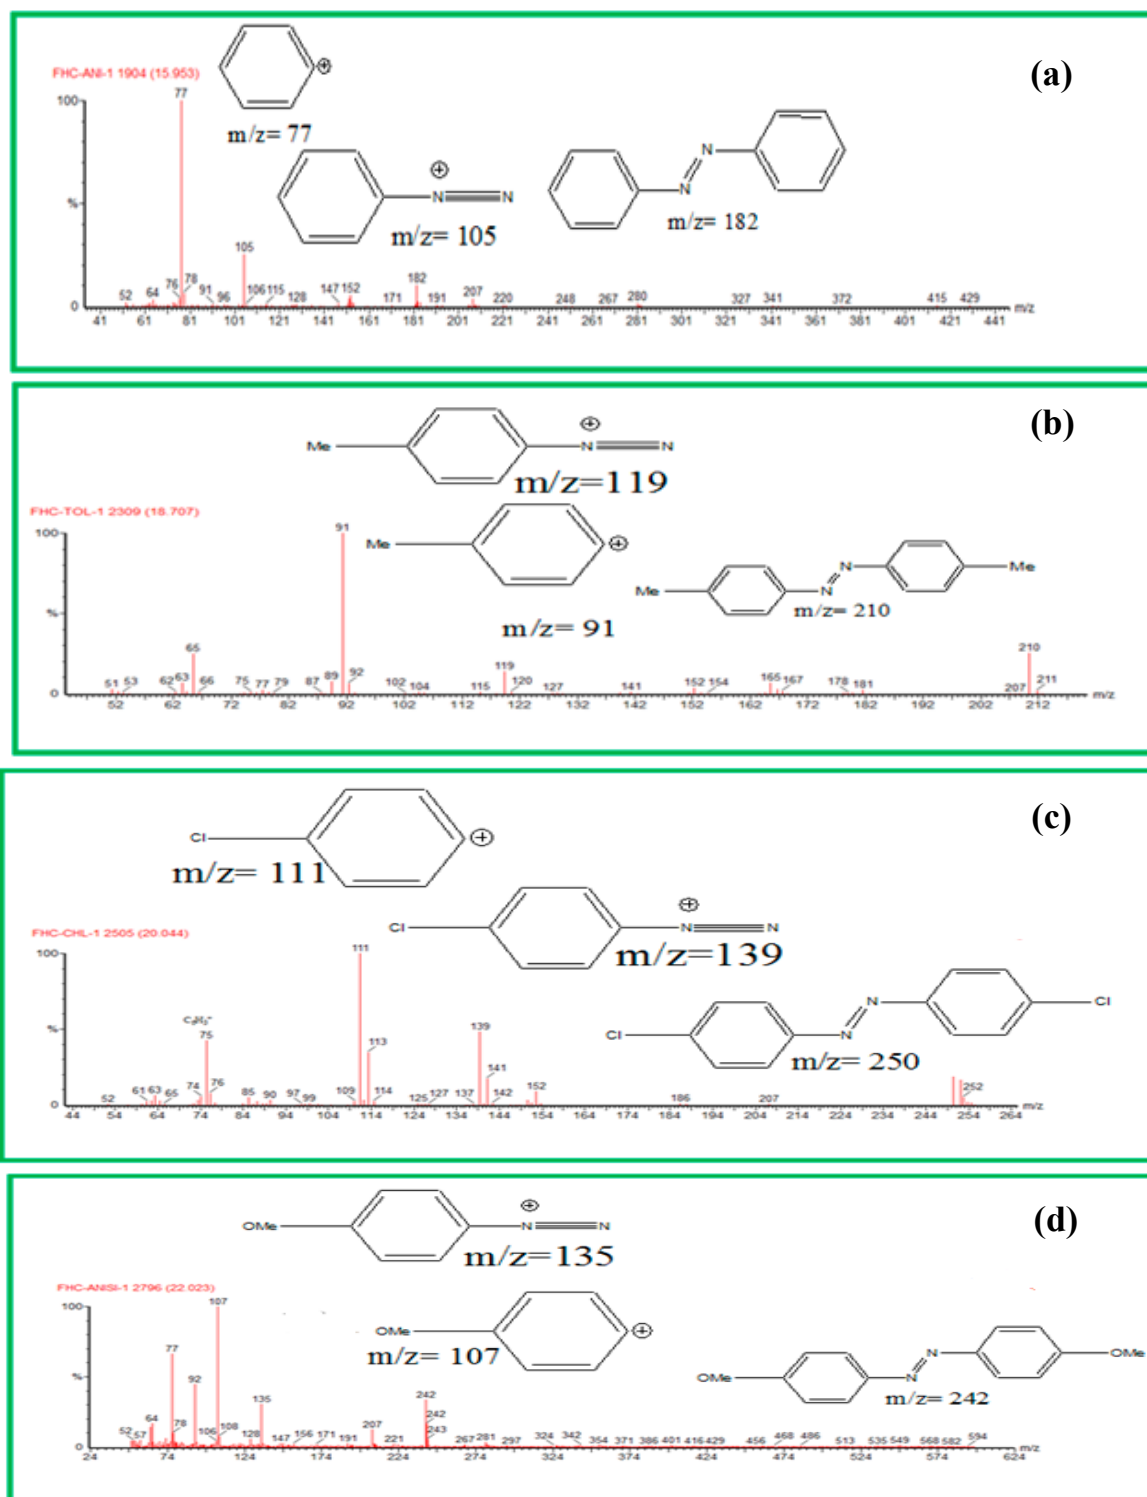 (a)
FHC-ANI-1 1904 (15.953)
m/z= 77
N N
m/z= 105
N N
m/z= 182
100
%
0
77
105
182
52 64 76 78 91 96 106 115 128 147 152 171 191 207 220 248 267 280 327 341 372 415 429
41 61 81 101 121 141 161 181 201 221 241 261 281 301 321 341 361 381 401 421 441 m/z
(b)
Me N N
m/z=119
FHC-TOL-1 2309 (18.707)
Me
m/z= 91
Me N N Me
m/z= 210
100
%
0
91
51 53 62 63 65 66 75 77 79 87 89 92 102 104 115 119 120 127 141 152 154 165 167 178 181 207 210 211
52 62 72 82 92 102 112 122 132 142 152 162 172 182 192 202 212 m/z
(c)
Cl
m/z= 111
Cl N N
m/z=139
FHC-CHL-1 2505 (20.044)
Cl N N Cl
m/z= 250
100
%
0
111
52 61 63 65 74 75 76 85 90 97 99 109 113 114 125 127 137 139 141 142 152 186 207 252
44 54 64 74 84 94 104 114 124 134 144 154 164 174 184 194 204 214 224 234 244 254 264 m/z
(d)
OMe N N
m/z=135
FHC-ANISI-1 2796 (22.023)
OMe
m/z= 107
OMe N N OMe
m/z= 242
100
%
0
107
52 57 64 77 78 92 106 108 128 135 147 156 171 191 207 221 242 242 243 267 281 297 324 342 354 371 386 401 416 429 456 468 486 513 535 549 568 582 594
24 74 124 174 224 274 324 374 424 474 524 574 624 m/z